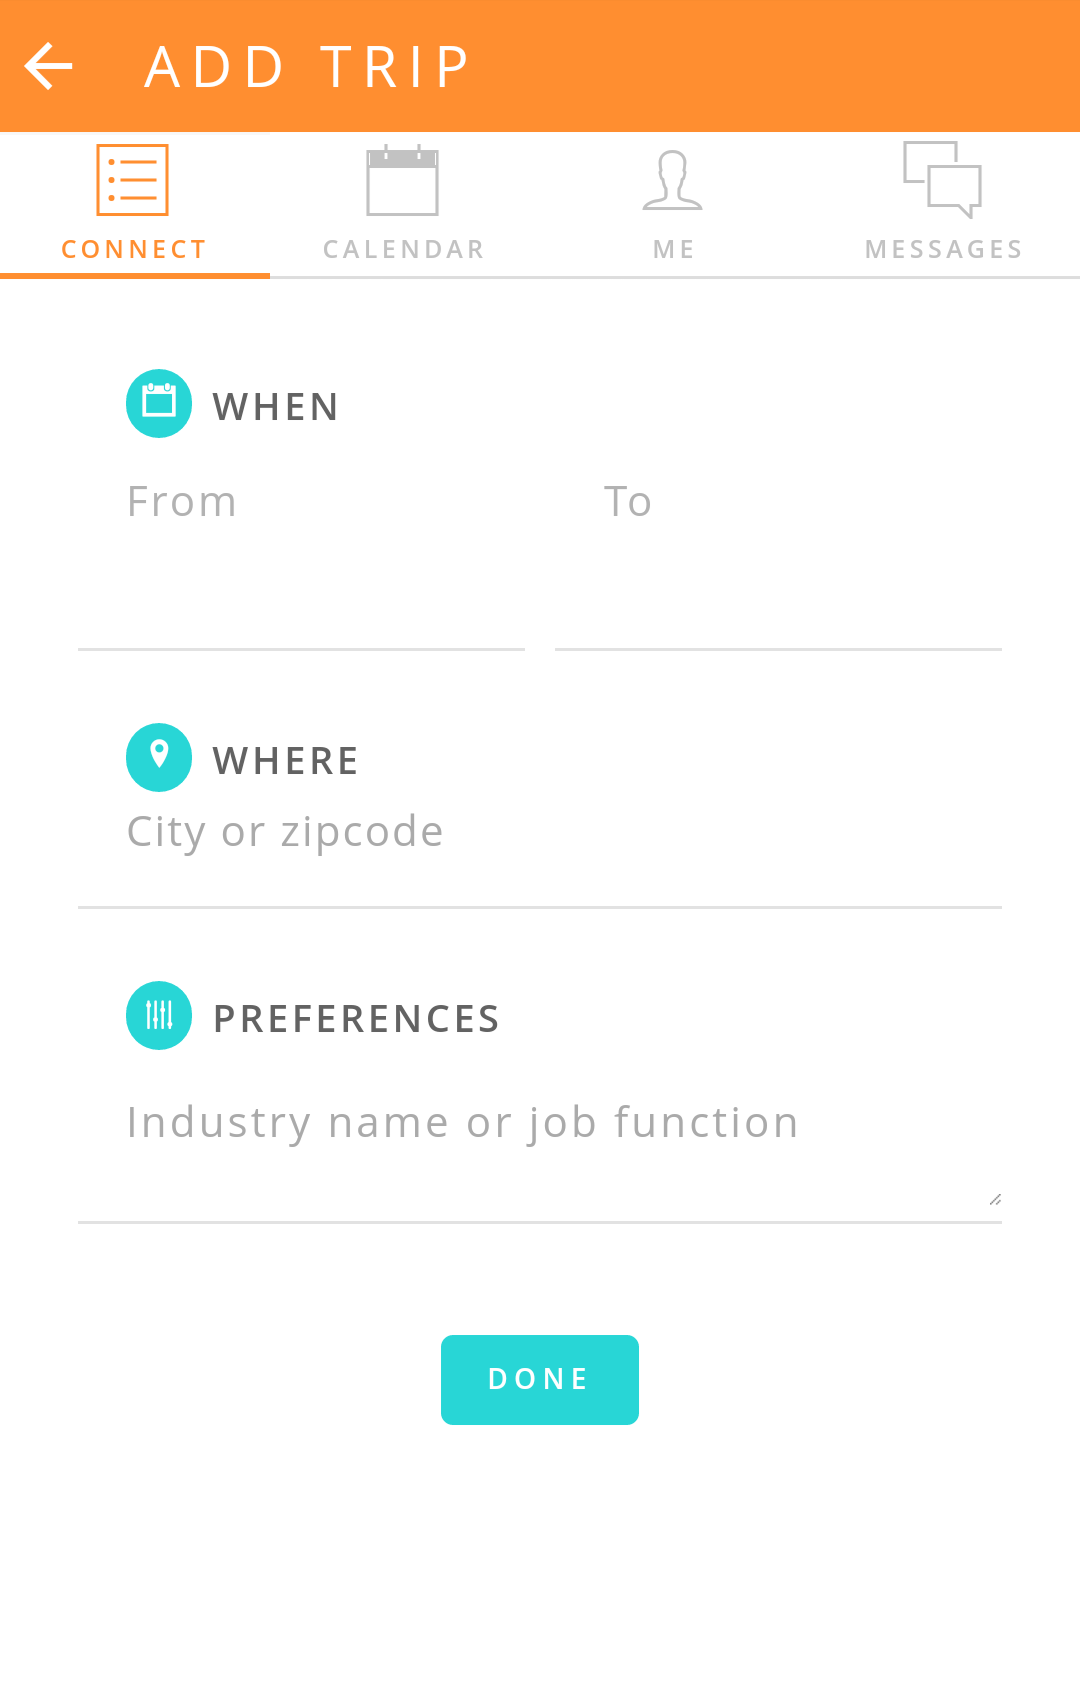 ADD TRIP
CONNECT CALENDAR ME MESSAGES
WHEN
From To
WHERE
City or zipcode
PREFERENCES
Industry name or job function
DONE